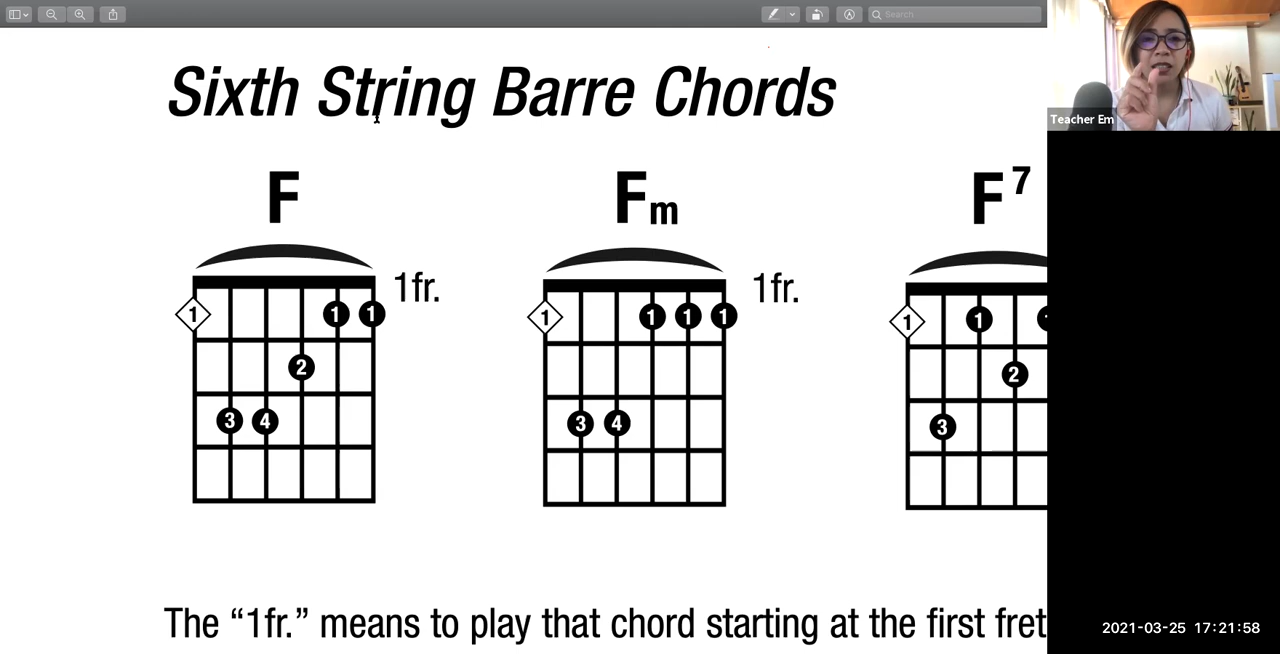 Search
Teacher Em
Sixth String Barre Chords
F
Fm
F7
1fr.
1fr.
1 1 1
1 1 1 1
1 1
2
2
3 4
3 4
3
The “1fr.” means to play that chord starting at the first fret
2021-03-25 17:21:58